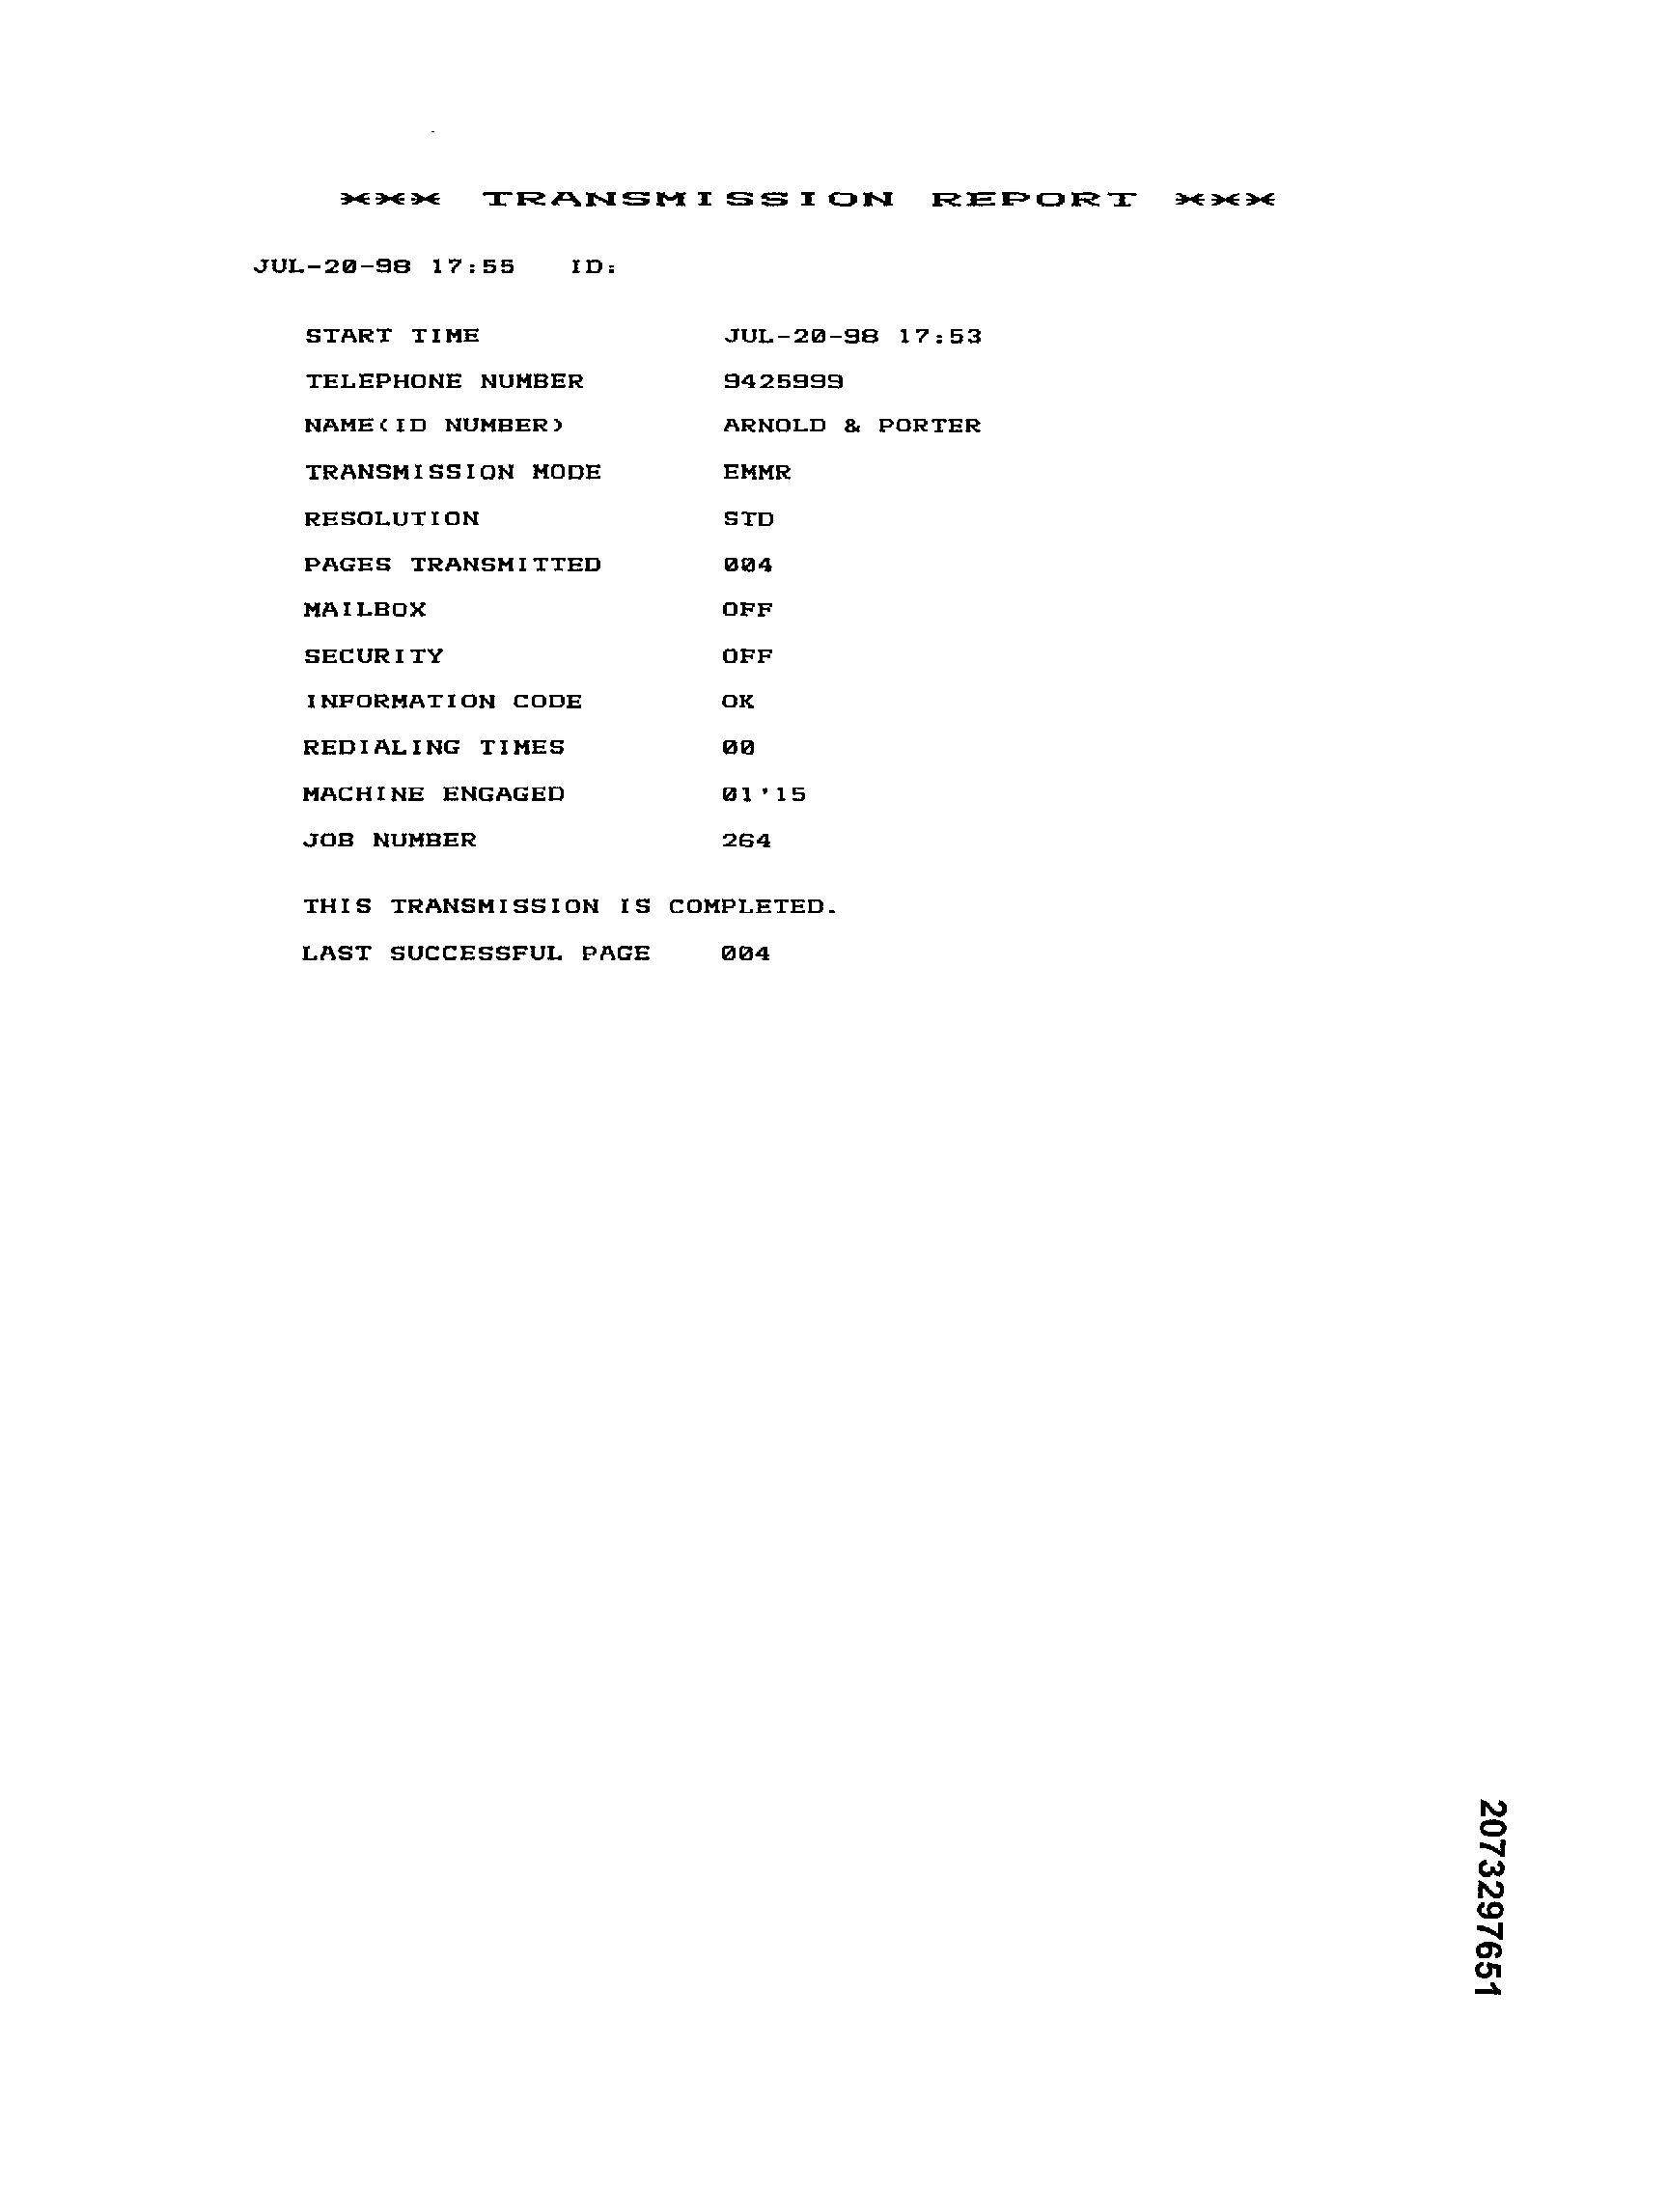 *** TRANSMISSION REPORT ***
JUL-20-98 17:55 ID:
START TIME JUL-20-98 17:53
TELEPHONE NUMBER 9425999
NAME(ID NUMBER) ARNOLD & PORTER
TRANSMISSION MODE EMMR
RESOLUTION STD
PAGES TRANSMITTED 004
MAILBOX OFF
SECURITY OFF
INFORMATION CODE OK
REDIALING TIMES 00
MACHINE ENGAGED 01'15
JOB NUMBER 264
THIS TRANSMISSION IS COMPLETED.
LAST SUCCESSFUL PAGE 004
2073297651